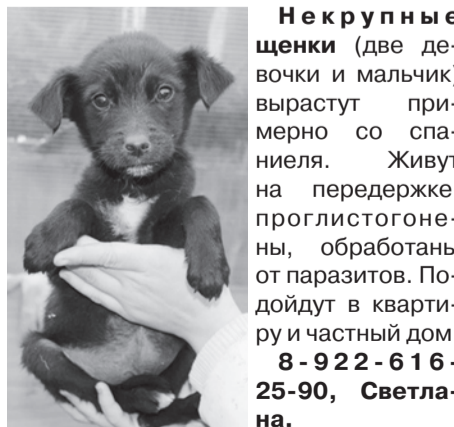 Некрупные
щенки (две де-
вочки и мальчик)
вырастут при-
мерно со спа-
ниеля. Живут
на передержке,
проглистогоне-
ны, обработаны
от паразитов. По-
дойдут в кварти-
ру и частный дом.
8-922-616-
25-90, Светла-
на.